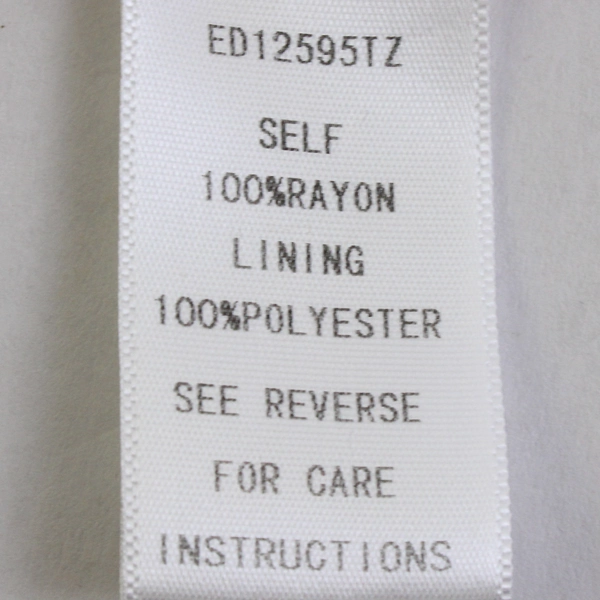 ED12595TZ
SELF
100%RAYON
LINING
100%POLYESTER
SEE REVERSE
FOR CARE
INSTRUCTIONS